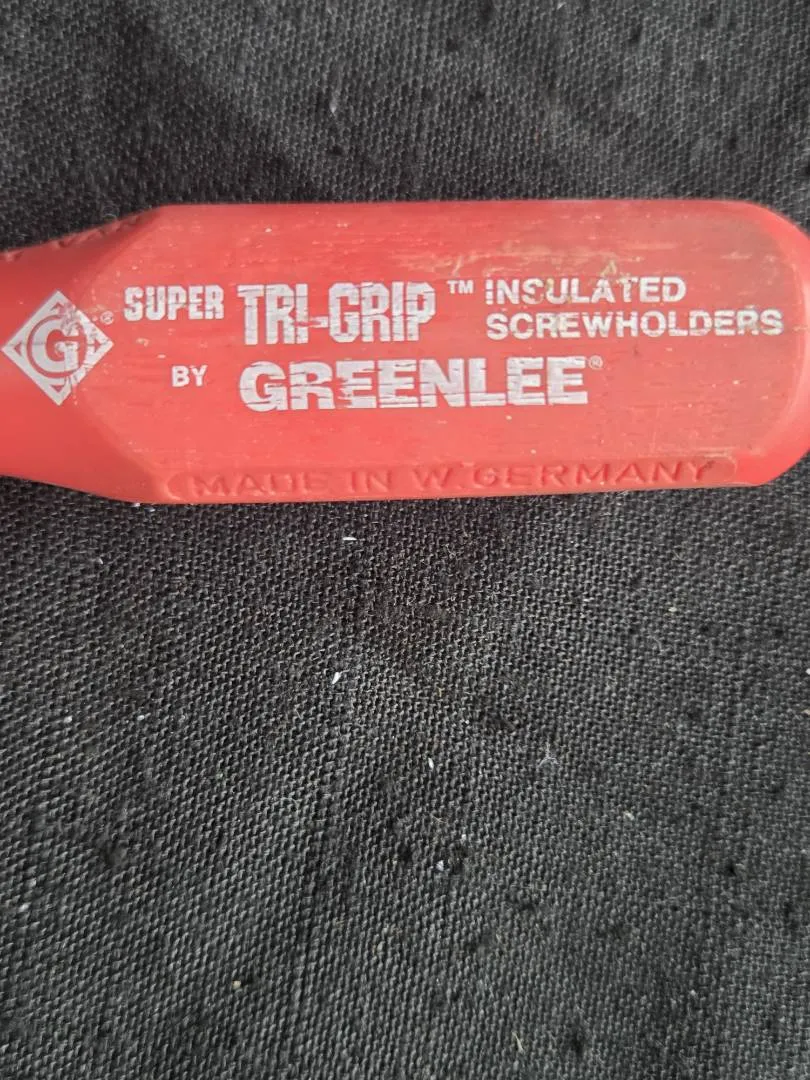 G® SUPER TRI-GRIP™ INSULATED
SCREWHOLDERS
BY GREENLEE®
MADE IN W. GERMANY